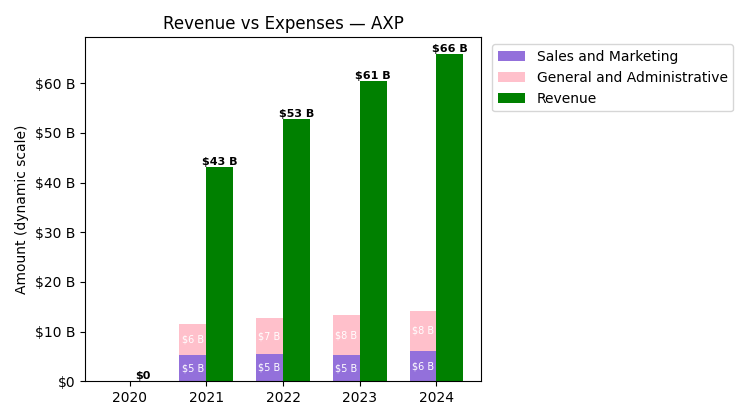 Revenue vs Expenses — AXP
Sales and Marketing
General and Administrative
Revenue
Amount (dynamic scale)
$60 B
$50 B
$40 B
$30 B
$20 B
$10 B
$0
$0
$43 B
$53 B
$61 B
$66 B
$6 B
$7 B
$8 B
$8 B
$5 B
$5 B
$5 B
$6 B
2020 2021 2022 2023 2024